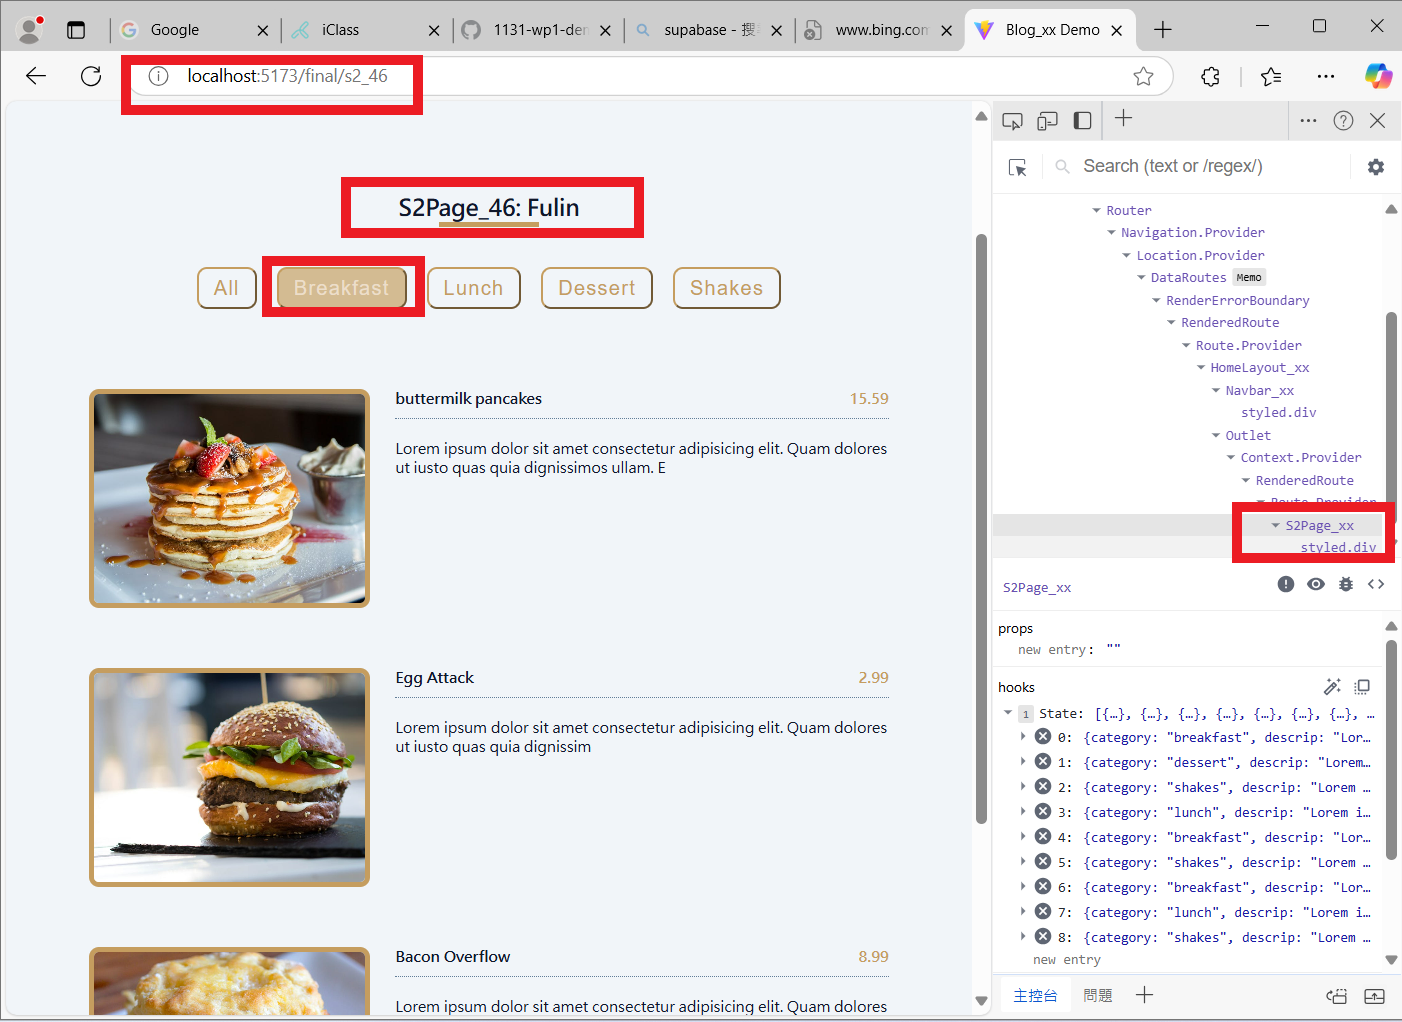 Google
iClass
1131-wp1-den
supabase - 搜
www.bing.com
Blog_xx Demo
localhost:5173/final/s2_46
S2Page_46: Fulin
All
Breakfast
Lunch
Dessert
Shakes
buttermilk pancakes
15.59
Lorem ipsum dolor sit amet consectetur adipisicing elit. Quam dolores
ut iusto quas quia dignissimos ullam. E
Egg Attack
2.99
Lorem ipsum dolor sit amet consectetur adipisicing elit. Quam dolores
ut iusto quas quia dignissim
Bacon Overflow
8.99
Lorem ipsum dolor sit amet consectetur adipisicing elit. Quam dolores
Search (text or /regex/)
Router
Navigation.Provider
Location.Provider
DataRoutes Memo
RenderErrorBoundary
RenderedRoute
Route.Provider
HomeLayout_xx
Navbar_xx
styled.div
Outlet
Context.Provider
RenderedRoute
Route.Provider
S2Page_xx
styled.div
S2Page_xx
props
new entry: ""
hooks
1 State: [{…}, {…}, {…}, {…}, {…}, {…}, {…}, …
0: {category: "breakfast", descrip: "Lor…
1: {category: "dessert", descrip: "Lorem…
2: {category: "shakes", descrip: "Lorem …
3: {category: "lunch", descrip: "Lorem i…
4: {category: "breakfast", descrip: "Lor…
5: {category: "shakes", descrip: "Lorem …
6: {category: "breakfast", descrip: "Lor…
7: {category: "lunch", descrip: "Lorem i…
8: {category: "shakes", descrip: "Lorem …
new entry
主控台
問題